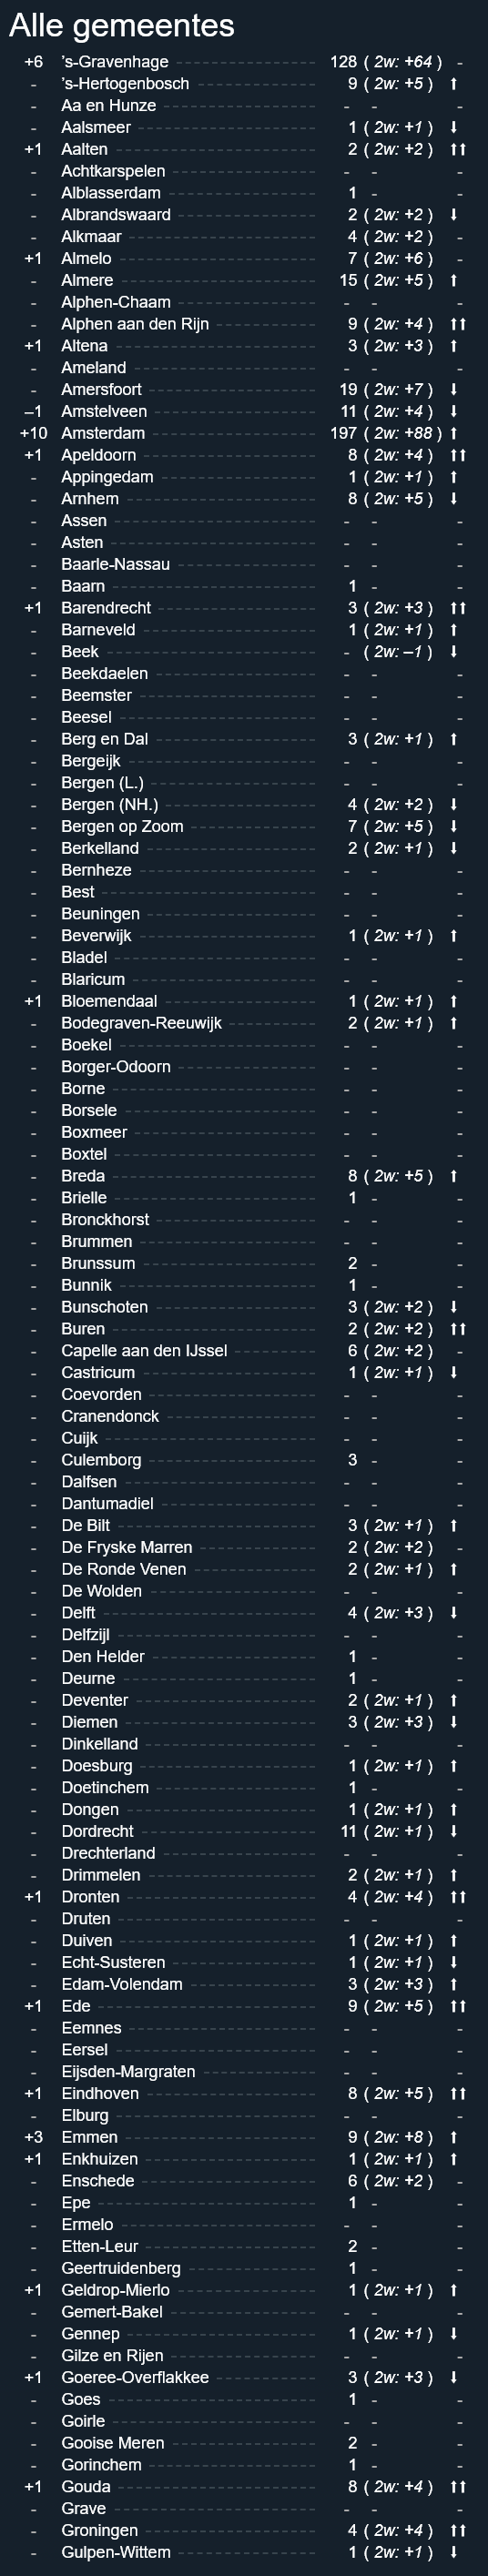 Alle gemeentes
+6 's-Gravenhage 128 ( 2w: +64 ) -
- 's-Hertogenbosch 9 ( 2w: +5 ) ⬆
- Aa en Hunze - - -
- Aalsmeer 1 ( 2w: +1 ) ⬇
+1 Aalten 2 ( 2w: +2 ) ⬆⬆
- Achtkarspelen - - -
- Alblasserdam 1 - -
- Albrandswaard 2 ( 2w: +2 ) ⬇
- Alkmaar 4 ( 2w: +2 ) -
+1 Almelo 7 ( 2w: +6 ) -
- Almere 15 ( 2w: +5 ) ⬆
- Alphen-Chaam - - -
- Alphen aan den Rijn 9 ( 2w: +4 ) ⬆⬆
+1 Altena 3 ( 2w: +3 ) ⬆
- Ameland - - -
- Amersfoort 19 ( 2w: +7 ) ⬇
–1 Amstelveen 11 ( 2w: +4 ) ⬇
+10 Amsterdam 197 ( 2w: +88 ) ⬆
+1 Apeldoorn 8 ( 2w: +4 ) ⬆⬆
- Appingedam 1 ( 2w: +1 ) ⬆
- Arnhem 8 ( 2w: +5 ) ⬇
- Assen - - -
- Asten - - -
- Baarle-Nassau - - -
- Baarn 1 - -
+1 Barendrecht 3 ( 2w: +3 ) ⬆⬆
- Barneveld 1 ( 2w: +1 ) ⬆
- Beek - ( 2w: –1 ) ⬇
- Beekdaelen - - -
- Beemster - - -
- Beesel - - -
- Berg en Dal 3 ( 2w: +1 ) ⬆
- Bergeijk - - -
- Bergen (L.) - - -
- Bergen (NH.) 4 ( 2w: +2 ) ⬇
- Bergen op Zoom 7 ( 2w: +5 ) ⬇
- Berkelland 2 ( 2w: +1 ) ⬇
- Bernheze - - -
- Best - - -
- Beuningen - - -
- Beverwijk 1 ( 2w: +1 ) ⬆
- Bladel - - -
- Blaricum - - -
+1 Bloemendaal 1 ( 2w: +1 ) ⬆
- Bodegraven-Reeuwijk 2 ( 2w: +1 ) ⬆
- Boekel - - -
- Borger-Odoorn - - -
- Borne - - -
- Borsele - - -
- Boxmeer - - -
- Boxtel - - -
- Breda 8 ( 2w: +5 ) ⬆
- Brielle 1 - -
- Bronckhorst - - -
- Brummen - - -
- Brunssum 2 - -
- Bunnik 1 - -
- Bunschoten 3 ( 2w: +2 ) ⬇
- Buren 2 ( 2w: +2 ) ⬆⬆
- Capelle aan den IJssel 6 ( 2w: +2 ) -
- Castricum 1 ( 2w: +1 ) ⬇
- Coevorden - - -
- Cranendonck - - -
- Cuijk - - -
- Culemborg 3 - -
- Dalfsen - - -
- Dantumadiel - - -
- De Bilt 3 ( 2w: +1 ) ⬆
- De Fryske Marren 2 ( 2w: +2 ) -
- De Ronde Venen 2 ( 2w: +1 ) ⬆
- De Wolden - - -
- Delft 4 ( 2w: +3 ) ⬇
- Delfzijl - - -
- Den Helder 1 - -
- Deurne 1 - -
- Deventer 2 ( 2w: +1 ) ⬆
- Diemen 3 ( 2w: +3 ) ⬇
- Dinkelland - - -
- Doesburg 1 ( 2w: +1 ) ⬆
- Doetinchem 1 - -
- Dongen 1 ( 2w: +1 ) ⬆
- Dordrecht 11 ( 2w: +1 ) ⬇
- Drechterland - - -
- Drimmelen 2 ( 2w: +1 ) ⬆
+1 Dronten 4 ( 2w: +4 ) ⬆⬆
- Druten - - -
- Duiven 1 ( 2w: +1 ) ⬆
- Echt-Susteren 1 ( 2w: +1 ) ⬇
- Edam-Volendam 3 ( 2w: +3 ) ⬆
+1 Ede 9 ( 2w: +5 ) ⬆⬆
- Eemnes - - -
- Eersel - - -
- Eijsden-Margraten - - -
+1 Eindhoven 8 ( 2w: +5 ) ⬆⬆
- Elburg - - -
+3 Emmen 9 ( 2w: +8 ) ⬆
+1 Enkhuizen 1 ( 2w: +1 ) ⬆
- Enschede 6 ( 2w: +2 ) -
- Epe 1 - -
- Ermelo - - -
- Etten-Leur 2 - -
- Geertruidenberg 1 - -
+1 Geldrop-Mierlo 1 ( 2w: +1 ) ⬆
- Gemert-Bakel - - -
- Gennep 1 ( 2w: +1 ) ⬇
- Gilze en Rijen - - -
+1 Goeree-Overflakkee 3 ( 2w: +3 ) ⬇
- Goes 1 - -
- Goirle - - -
- Gooise Meren 2 - -
- Gorinchem 1 - -
+1 Gouda 8 ( 2w: +4 ) ⬆⬆
- Grave - - -
- Groningen 4 ( 2w: +4 ) ⬆⬆
- Gulpen-Wittem 1 ( 2w: +1 ) ⬇